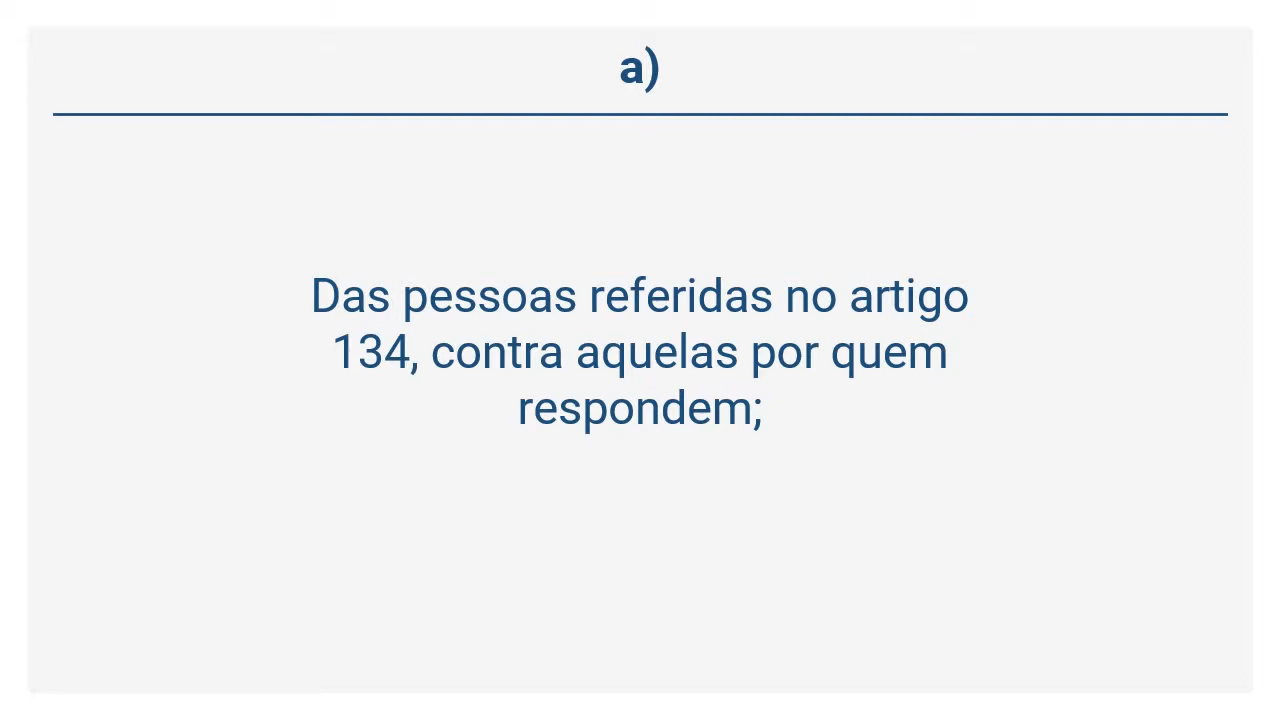 a)
Das pessoas referidas no artigo
134, contra aquelas por quem
respondem;